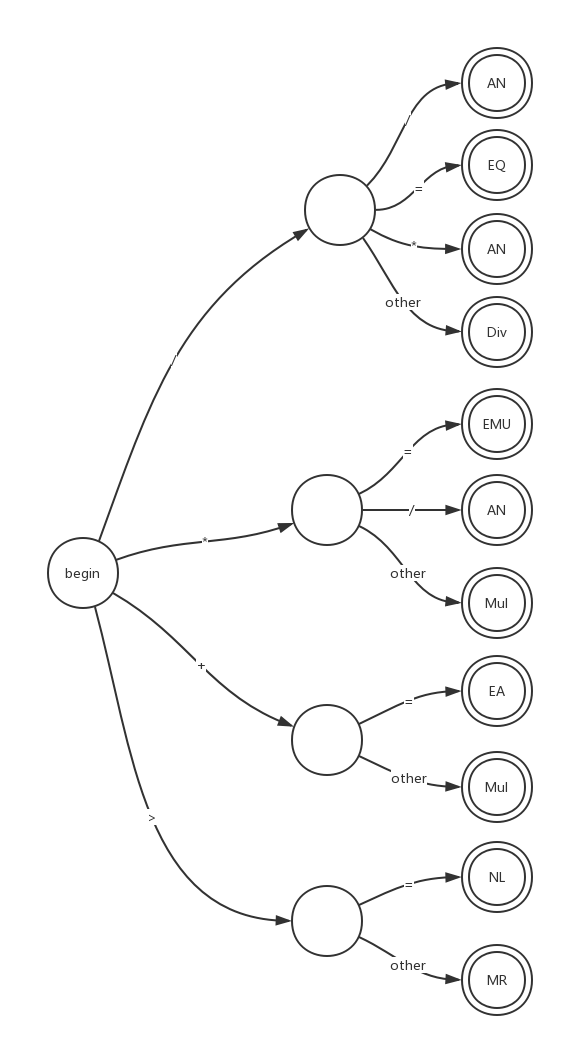 /
AN
=
EQ
*
AN
other
Div
/
=
EMU
/
AN
*
other
Mul
begin
+
=
EA
other
Mul
>
=
NL
other
MR